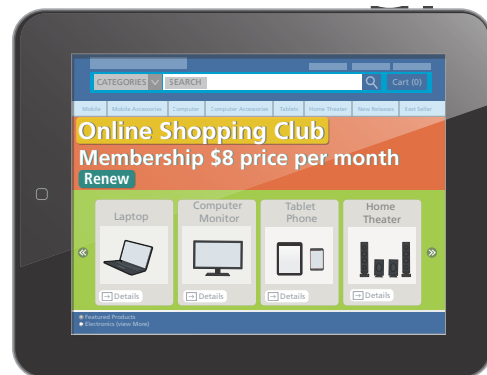 CATEGORIES SEARCH Cart (0)
Mobile Mobile Accessories Computer Computer Accessories Tablets Home Theater New Releases East Seller
Online Shopping Club
Membership $8 price per month
Renew
Laptop
Computer
Monitor
Tablet
Phone
Home
Theater
Details Details Details Details
Featured Products
Electronics (view More)